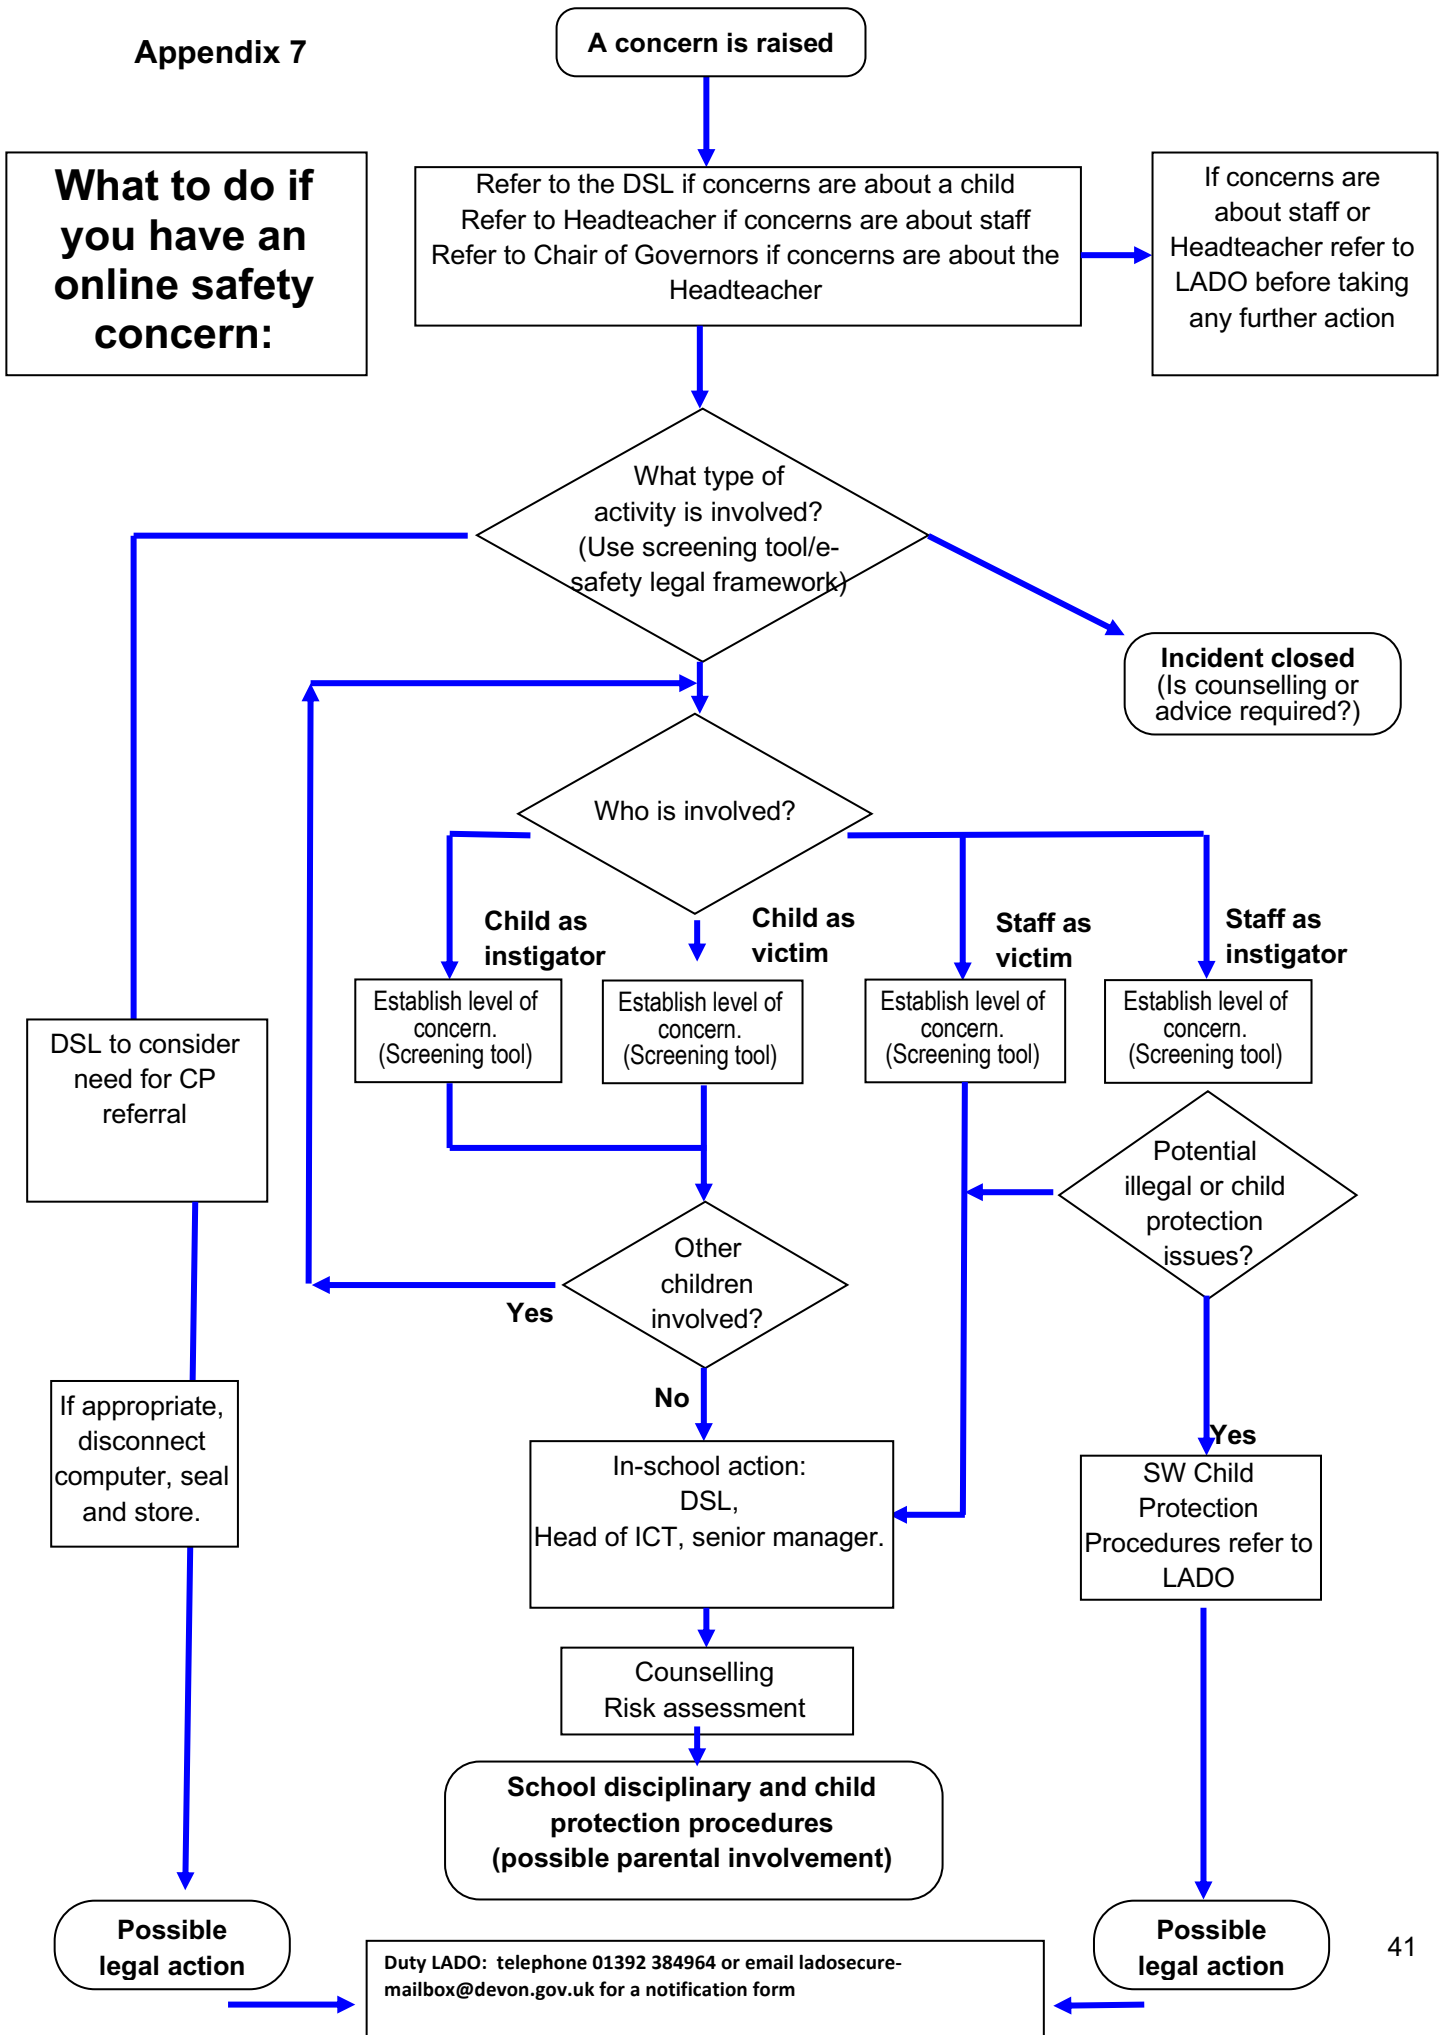 Appendix 7
A concern is raised
What to do if
you have an
online safety
concern:
Refer to the DSL if concerns are about a child
Refer to Headteacher if concerns are about staff
Refer to Chair of Governors if concerns are about the
Headteacher
If concerns are
about staff or
Headteacher refer to
LADO before taking
any further action
What type of
activity is involved?
(Use screening tool/e-
safety legal framework)
Incident closed
(Is counselling or
advice required?)
Who is involved?
Child as
instigator
Child as
victim
Staff as
victim
Staff as
instigator
Establish level of
concern.
(Screening tool)
Establish level of
concern.
(Screening tool)
Establish level of
concern.
(Screening tool)
Establish level of
concern.
(Screening tool)
DSL to consider
need for CP
referral
Potential
illegal or child
protection
issues?
Other
children
involved?
Yes
No
Yes
If appropriate,
disconnect
computer, seal
and store.
In-school action:
DSL,
Head of ICT, senior manager.
SW Child
Protection
Procedures refer to
LADO
Counselling
Risk assessment
School disciplinary and child
protection procedures
(possible parental involvement)
Possible
legal action
Possible
legal action
41
Duty LADO: telephone 01392 384964 or email ladosecure-
mailbox@devon.gov.uk for a notification form